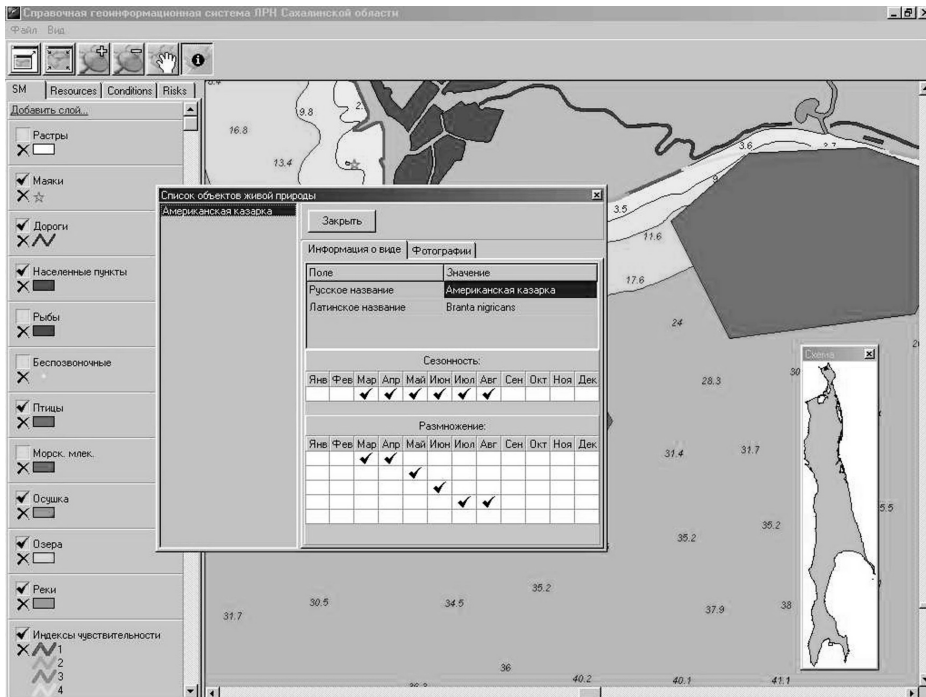 Справочная геоинформационная система ЛРН Сахалинской области
Файл Вид
SM Resources Conditions Risks
Добавить слой...
Растры
Маяки
Дороги
Населенные пункты
Рыбы
Беспозвоночные
Птицы
Морск. млек.
Осушка
Озера
Реки
Индексы чувствительности
1
2
3
4
9.8
2.
16.8
13.4
3.6
3.5
11.6
17.6
24
28.3
30
31.4
31.7
35.2
35.2
5.5
35.2
30.5
34.5
31.7
37.9
38
36
40.2
40.1
41.1
Список объектов живой природы
Американская казарка
Закрыть
Информация о виде Фотографии
Поле Значение
Русское название Американская казарка
Латинское название Branta nigricans
Сезонность:
Янв Фев Мар Апр Май Июн Июл Авг Сен Окт Ноя Дек
Размножение:
Янв Фев Мар Апр Май Июн Июл Авг Сен Окт Ноя Дек
Схема